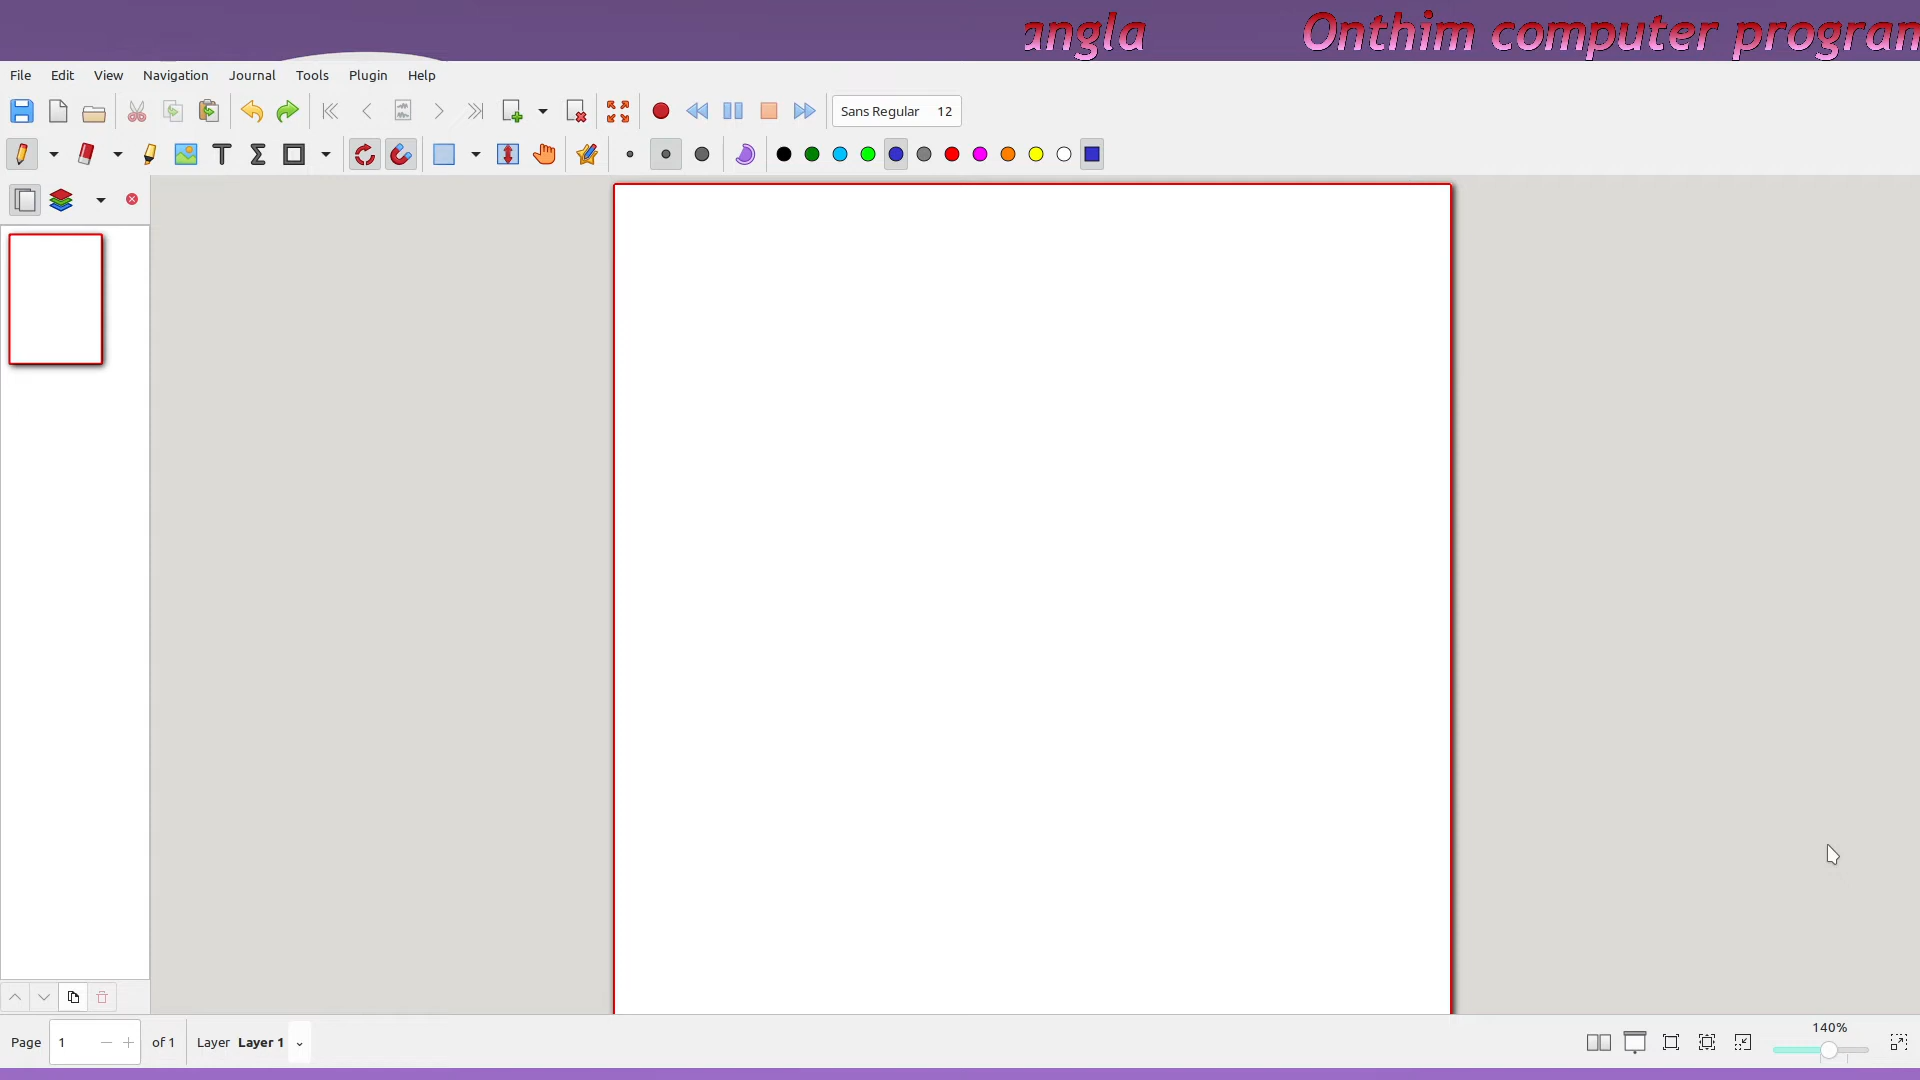 angla Onthim computer program
File Edit View Navigation Journal Tools Plugin Help
Sans Regular 12
Page 1 of 1 Layer Layer 1
140%